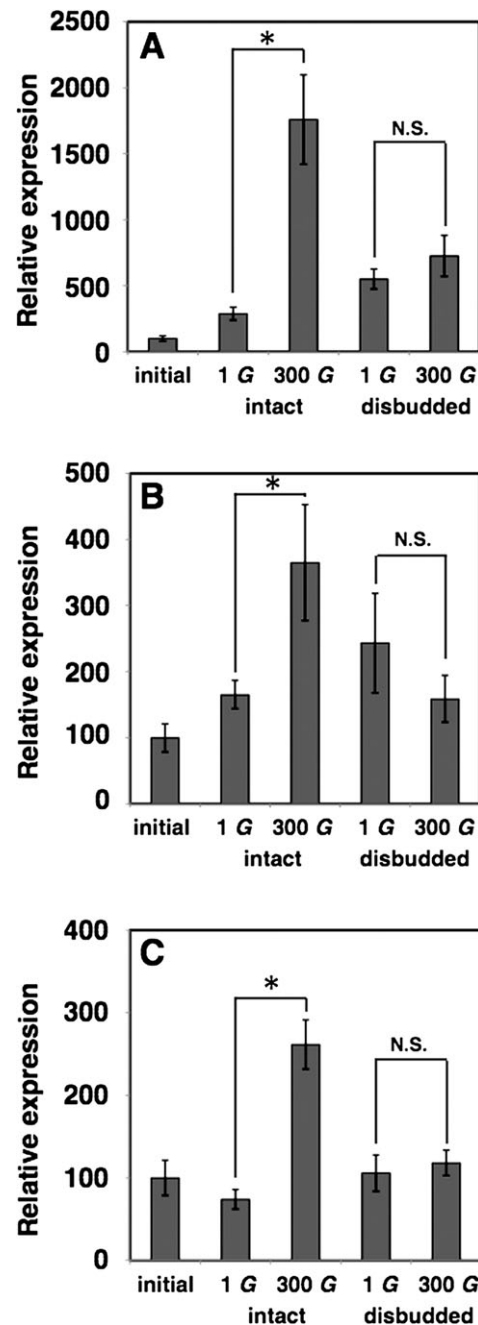 A
Relative expression
2500
2000
1500
1000
500
0
*
N.S.
initial 1 G 300 G 1 G 300 G
intact disbudded
B
Relative expression
500
400
300
200
100
0
*
N.S.
initial 1 G 300 G 1 G 300 G
intact disbudded
C
Relative expression
400
300
200
100
0
*
N.S.
initial 1 G 300 G 1 G 300 G
intact disbudded